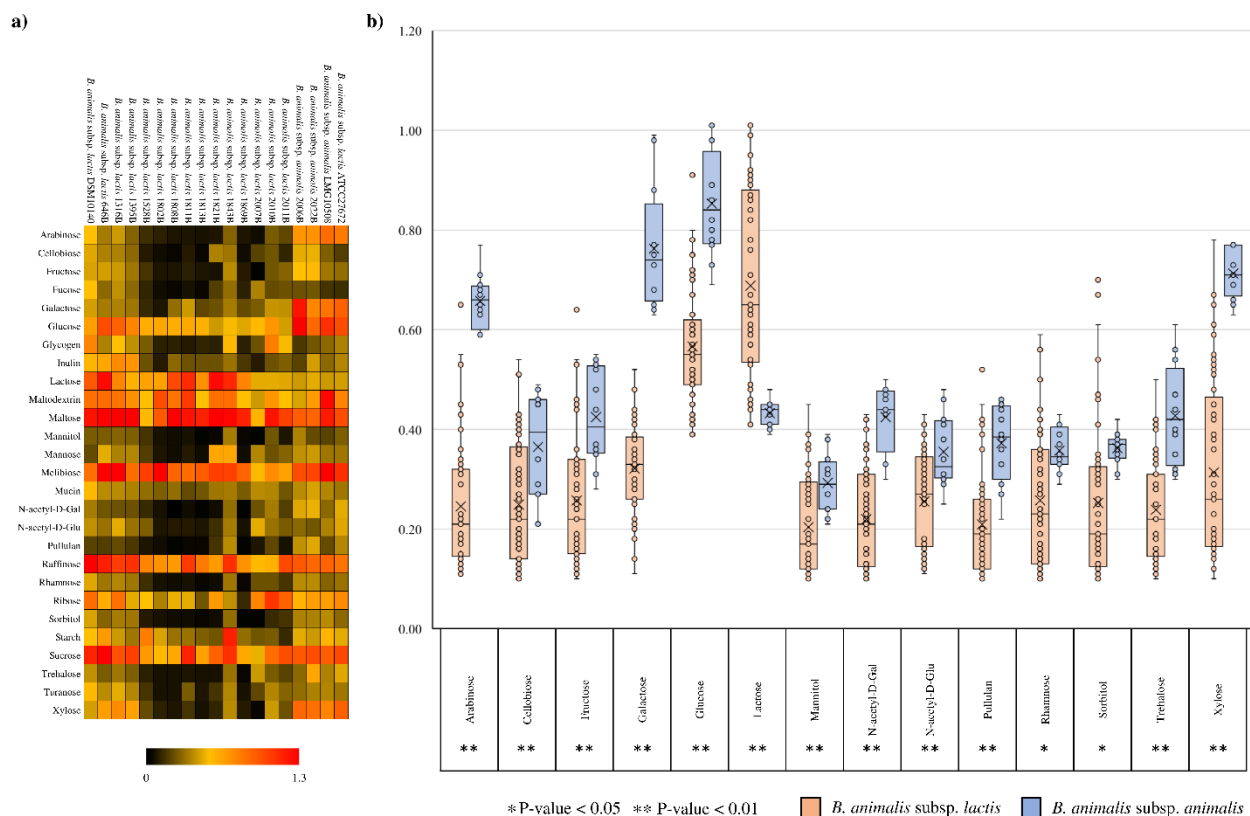 a)
B. animalis subsp. lactis DSM10140
B. animalis subsp. lactis 646B
B. animalis subsp. lactis 1316B
B. animalis subsp. lactis 1395B
B. animalis subsp. lactis 1528B
B. animalis subsp. lactis 1802B
B. animalis subsp. lactis 1808B
B. animalis subsp. lactis 1811B
B. animalis subsp. lactis 1813B
B. animalis subsp. lactis 1821B
B. animalis subsp. lactis 1843B
B. animalis subsp. lactis 1869B
B. animalis subsp. lactis 2007B
B. animalis subsp. lactis 2010B
B. animalis subsp. lactis 2011B
B. animalis subsp. animalis 2006B
B. animalis subsp. animalis 2022B
B. animalis subsp. animalis LMG10508
B. animalis subsp. lactis ATCC27672
Arabinose
Cellobiose
Fructose
Fucose
Galactose
Glucose
Glycogen
Inulin
Lactose
Maltodextrin
Maltose
Mannitol
Mannose
Melibiose
Mucin
N-acetyl-D-Gal
N-acetyl-D-Glu
Pullulan
Raffinose
Rhamnose
Ribose
Sorbitol
Starch
Sucrose
Trehalose
Turanose
Xylose
0
1.3
b)
1.20
1.00
0.80
0.60
0.40
0.20
0.00
Arabinose
Cellobiose
Fructose
Galactose
Glucose
Lactose
Mannitol
N-acetyl-D-Gal
N-acetyl-D-Glu
Pullulan
Rhamnose
Sorbitol
Trehalose
Xylose
** ** ** ** ** ** ** ** ** ** * * ** **
* P-value < 0.05 ** P-value < 0.01 B. animalis subsp. lactis B. animalis subsp. animalis